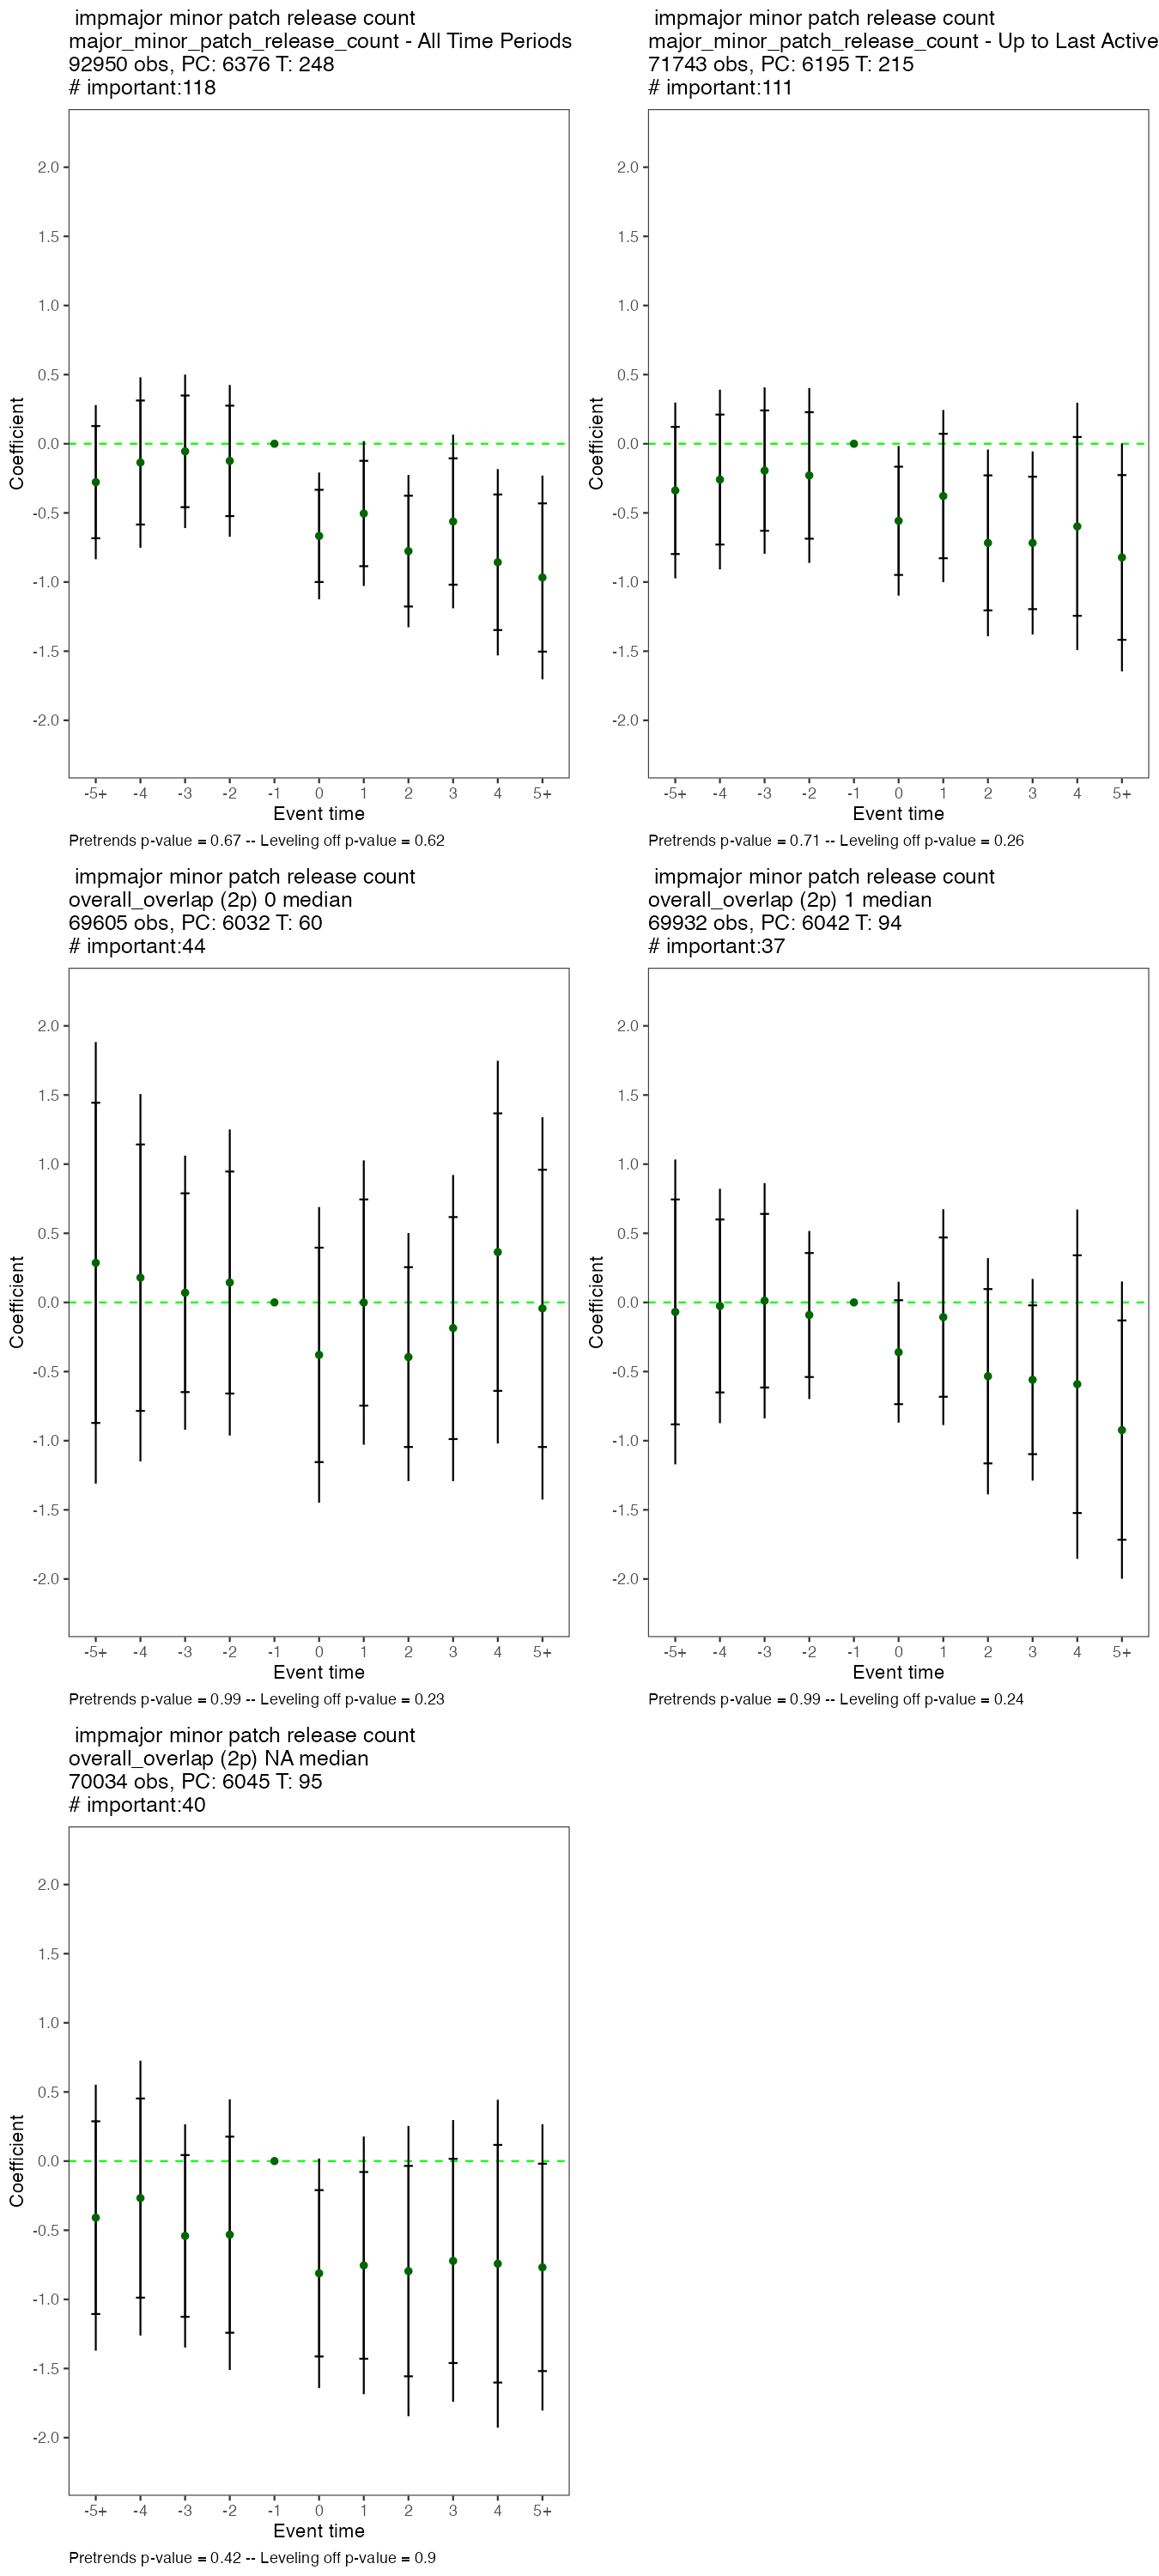 impmajor minor patch release count
major_minor_patch_release_count - All Time Periods
92950 obs, PC: 6376 T: 248
# important:118
2.0
1.5
1.0
0.5
0.0
-0.5
-1.0
-1.5
-2.0
Coefficient
-5+ -4 -3 -2 -1 0 1 2 3 4 5+
Event time
Pretrends p-value = 0.67 -- Leveling off p-value = 0.62
impmajor minor patch release count
major_minor_patch_release_count - Up to Last Active
71743 obs, PC: 6195 T: 215
# important:111
2.0
1.5
1.0
0.5
0.0
-0.5
-1.0
-1.5
-2.0
Coefficient
-5+ -4 -3 -2 -1 0 1 2 3 4 5+
Event time
Pretrends p-value = 0.71 -- Leveling off p-value = 0.26
impmajor minor patch release count
overall_overlap (2p) 0 median
69605 obs, PC: 6032 T: 60
# important:44
2.0
1.5
1.0
0.5
0.0
-0.5
-1.0
-1.5
-2.0
Coefficient
-5+ -4 -3 -2 -1 0 1 2 3 4 5+
Event time
Pretrends p-value = 0.99 -- Leveling off p-value = 0.23
impmajor minor patch release count
overall_overlap (2p) 1 median
69932 obs, PC: 6042 T: 94
# important:37
2.0
1.5
1.0
0.5
0.0
-0.5
-1.0
-1.5
-2.0
Coefficient
-5+ -4 -3 -2 -1 0 1 2 3 4 5+
Event time
Pretrends p-value = 0.99 -- Leveling off p-value = 0.24
impmajor minor patch release count
overall_overlap (2p) NA median
70034 obs, PC: 6045 T: 95
# important:40
2.0
1.5
1.0
0.5
0.0
-0.5
-1.0
-1.5
-2.0
Coefficient
-5+ -4 -3 -2 -1 0 1 2 3 4 5+
Event time
Pretrends p-value = 0.42 -- Leveling off p-value = 0.9